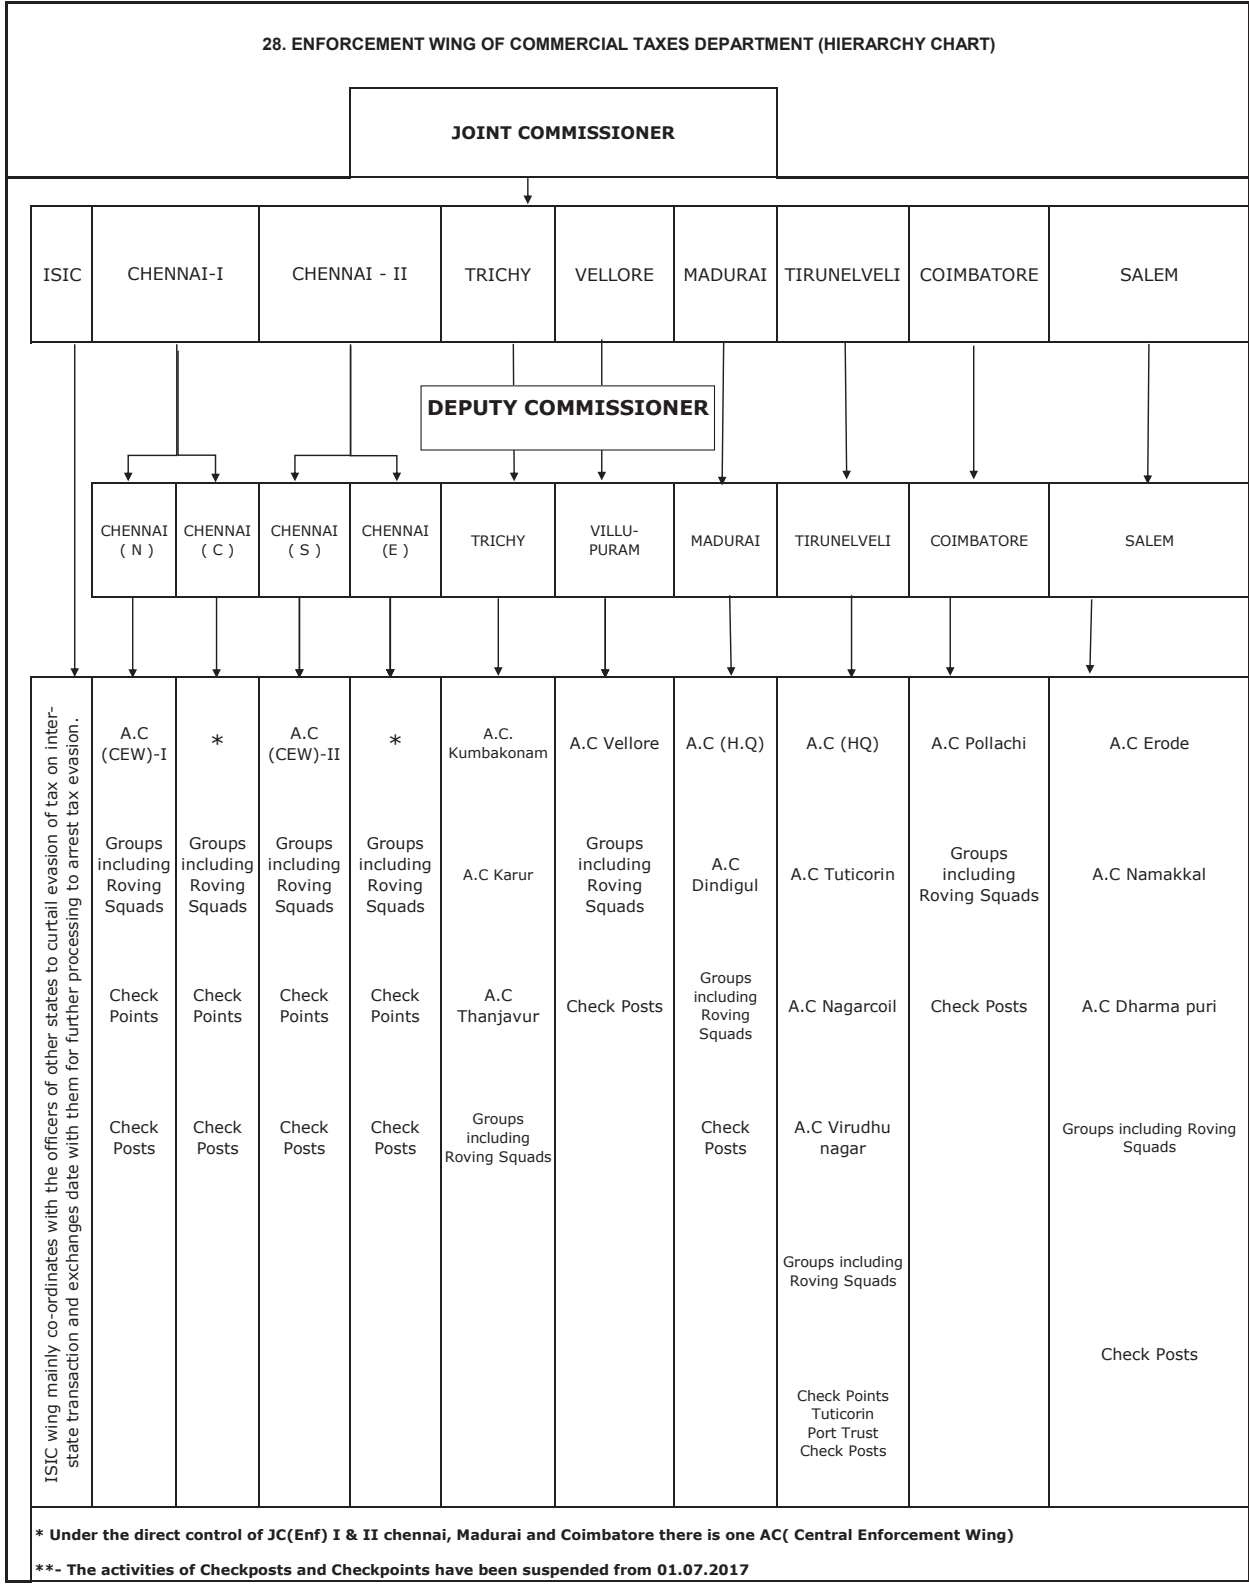 28. ENFORCEMENT WING OF COMMERCIAL TAXES DEPARTMENT (HIERARCHY CHART)
JOINT COMMISSIONER
ISIC
CHENNAI-I
CHENNAI - II
TRICHY
VELLORE
MADURAI
TIRUNELVELI
COIMBATORE
SALEM
DEPUTY COMMISSIONER
CHENNAI
( N )
CHENNAI
( C )
CHENNAI
( S )
CHENNAI
(E )
TRICHY
VILLU-
PURAM
MADURAI
TIRUNELVELI
COIMBATORE
SALEM
ISIC wing mainly co-ordinates with the officers of other states to curtail evasion of tax on inter-
state transaction and exchanges date with them for further processing to arrest tax evasion.
A.C
(CEW)-I
Groups
including
Roving
Squads
Check
Points
Check
Posts
*
Groups
including
Roving
Squads
Check
Points
Check
Posts
A.C
(CEW)-II
Groups
including
Roving
Squads
Check
Points
Check
Posts
*
Groups
including
Roving
Squads
Check
Points
Check
Posts
A.C.
Kumbakonam
A.C Karur
A.C
Thanjavur
Groups
including
Roving Squads
A.C Vellore
Groups
including
Roving
Squads
Check Posts
A.C (H.Q)
A.C
Dindigul
Groups
including
Roving
Squads
Check
Posts
A.C (HQ)
A.C Tuticorin
A.C Nagarcoil
A.C Virudhu
nagar
Groups including
Roving Squads
Check Points
Tuticorin
Port Trust
Check Posts
A.C Pollachi
Groups
including
Roving Squads
Check Posts
A.C Erode
A.C Namakkal
A.C Dharma puri
Groups including Roving
Squads
Check Posts
* Under the direct control of JC(Enf) I & II chennai, Madurai and Coimbatore there is one AC( Central Enforcement Wing)
**- The activities of Checkposts and Checkpoints have been suspended from 01.07.2017